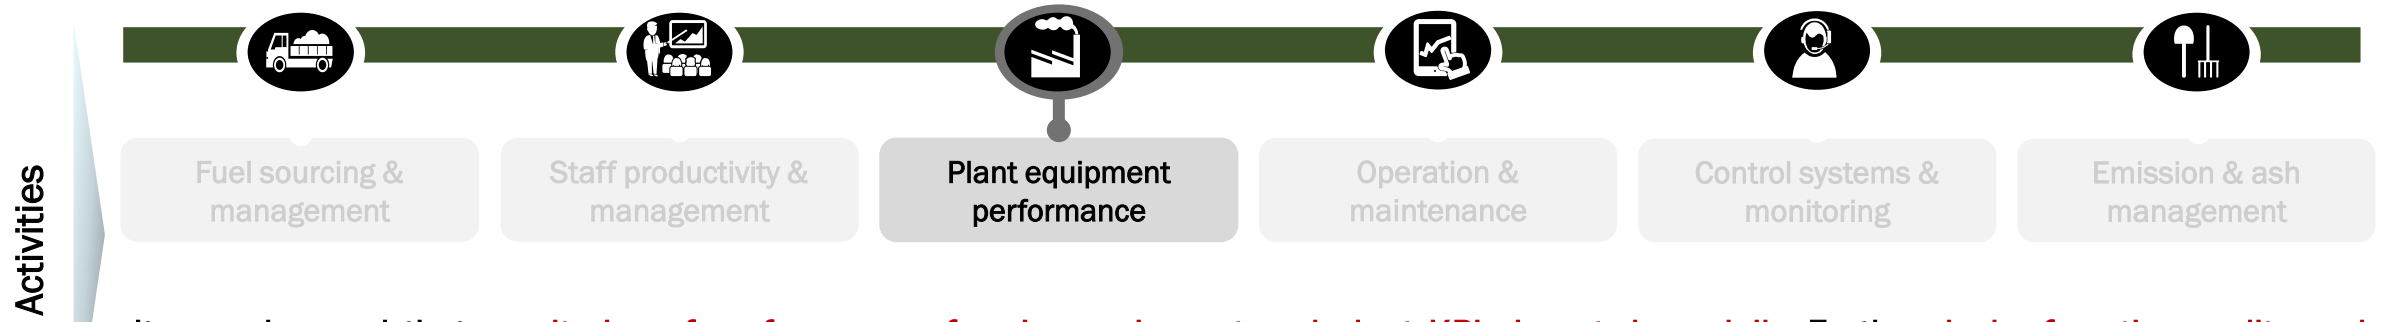 Fuel sourcing &
management
Staff productivity &
management
Plant equipment
performance
Operation &
maintenance
Control systems &
monitoring
Emission & ash
management
Activities